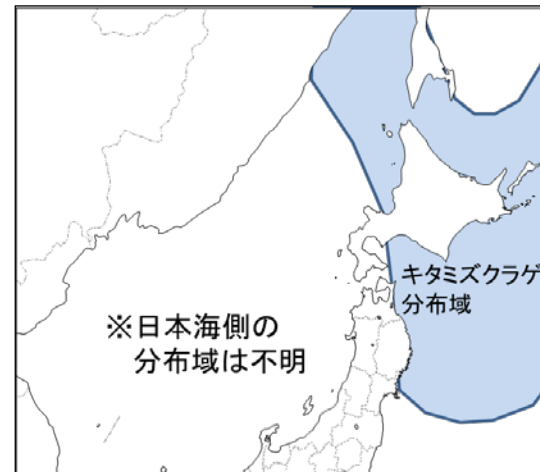 キタミズクラゲ
分布域
※日本海側の
分布域は不明